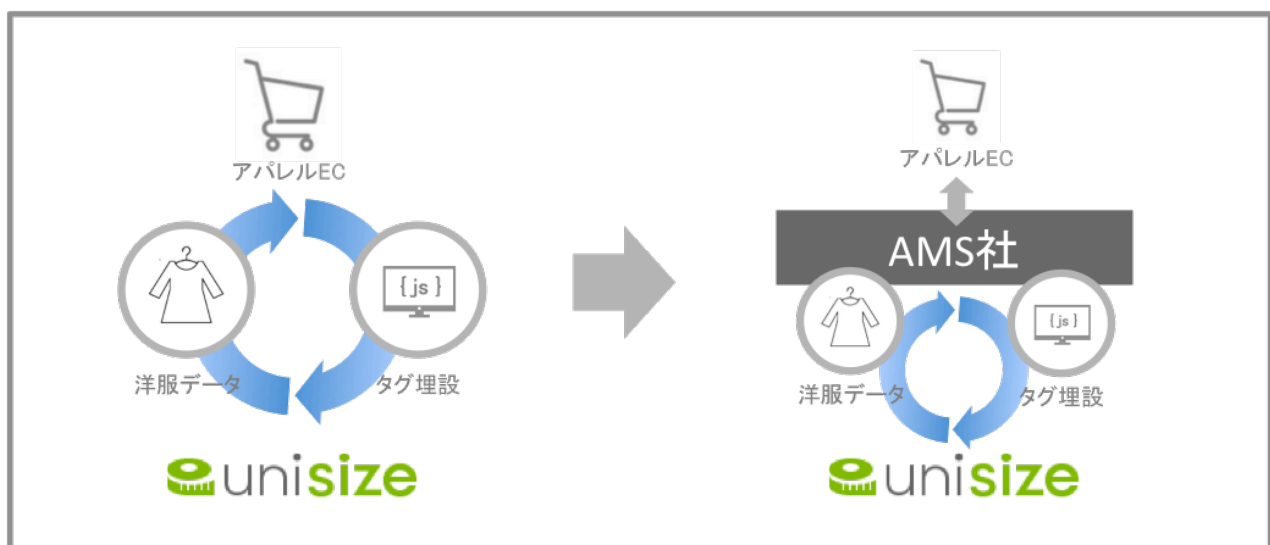 アパレルEC
{js}
洋服データ
タグ埋設
unisize
アパレルEC
AMS社
{js}
洋服データ
タグ埋設
unisize